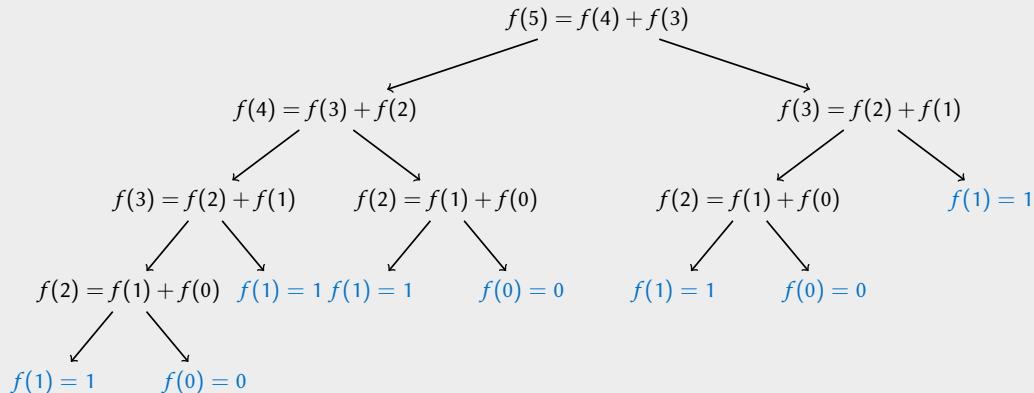 f(5) = f(4) + f(3)
f(4) = f(3) + f(2)
f(3) = f(2) + f(1)
f(3) = f(2) + f(1)
f(2) = f(1) + f(0)
f(2) = f(1) + f(0)
f(1) = 1
f(2) = f(1) + f(0)
f(1) = 1
f(1) = 1
f(0) = 0
f(1) = 1
f(0) = 0
f(1) = 1
f(0) = 0